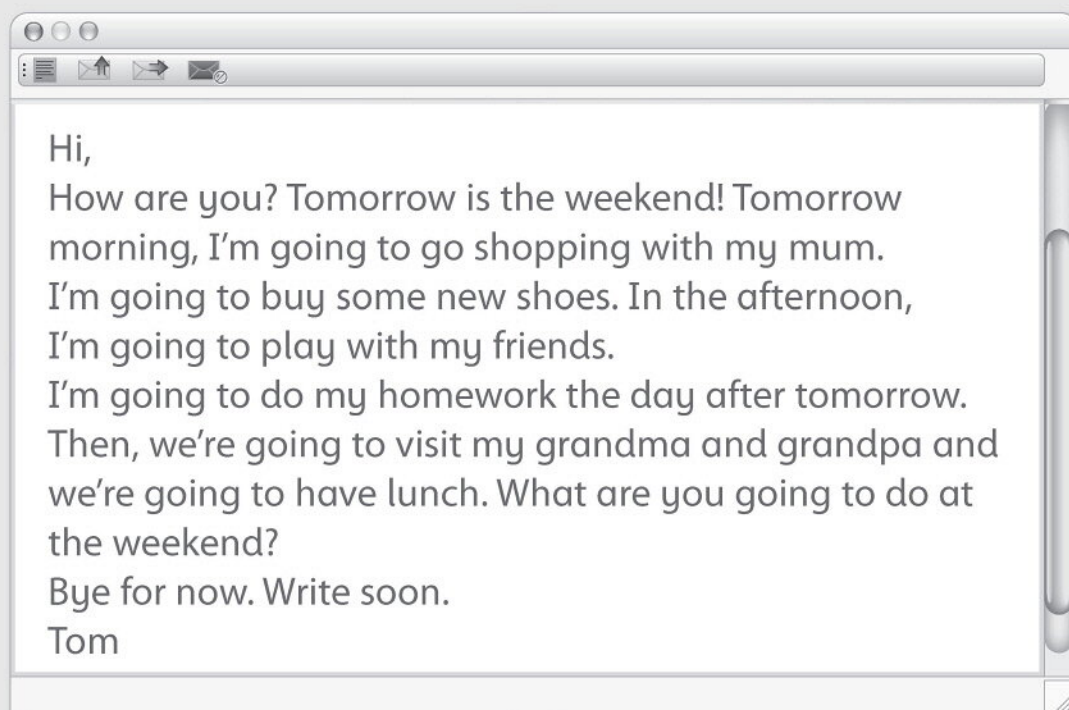 Hi,
How are you? Tomorrow is the weekend! Tomorrow
morning, I'm going to go shopping with my mum.
I'm going to buy some new shoes. In the afternoon,
I'm going to play with my friends.
I'm going to do my homework the day after tomorrow.
Then, we're going to visit my grandma and grandpa and
we're going to have lunch. What are you going to do at
the weekend?
Bye for now. Write soon.
Tom